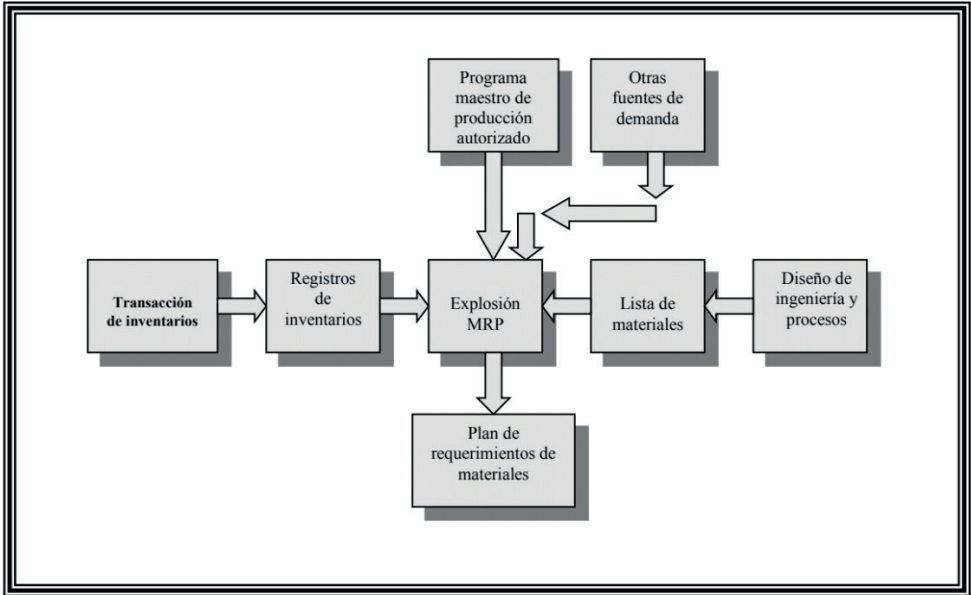 Programa
maestro de
producción
autorizado
Otras
fuentes de
demanda
Transacción
de inventarios
Registros
de
inventarios
Explosión
MRP
Lista de
materiales
Diseño de
ingeniería y
procesos
Plan de
requerimientos de
materiales